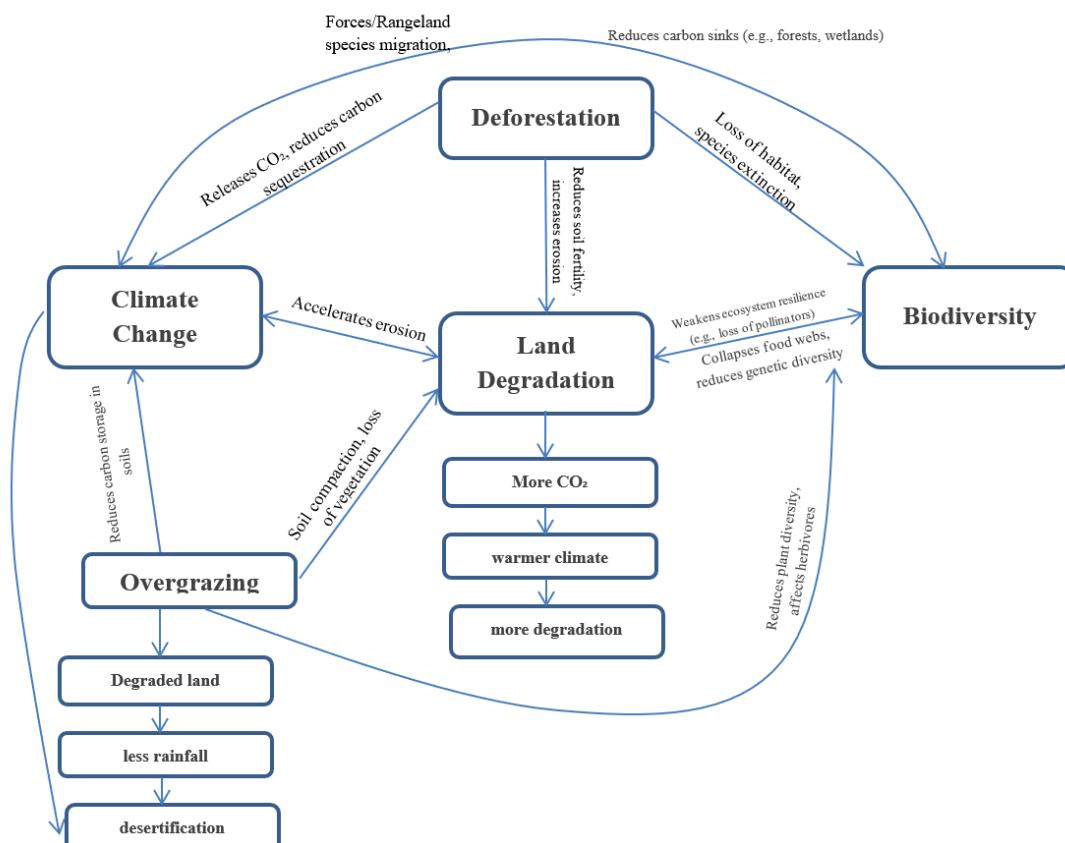 Forces/Rangeland
species migration,
Reduces carbon sinks (e.g., forests, wetlands)
Deforestation
Releases CO₂, reduces carbon
sequestration
Reduces soil fertility,
increases erosion
Loss of habitat,
species extinction
Climate
Change
Accelerates erosion
Land
Degradation
Weakens ecosystem resilience
(e.g., loss of pollinators)
Collapses food webs,
reduces genetic diversity
Biodiversity
Reduces carbon storage in
soils
Soil compaction, loss
of vegetation
More CO₂
warmer climate
more degradation
Reduces plant diversity,
affects herbivores
Overgrazing
Degraded land
less rainfall
desertification